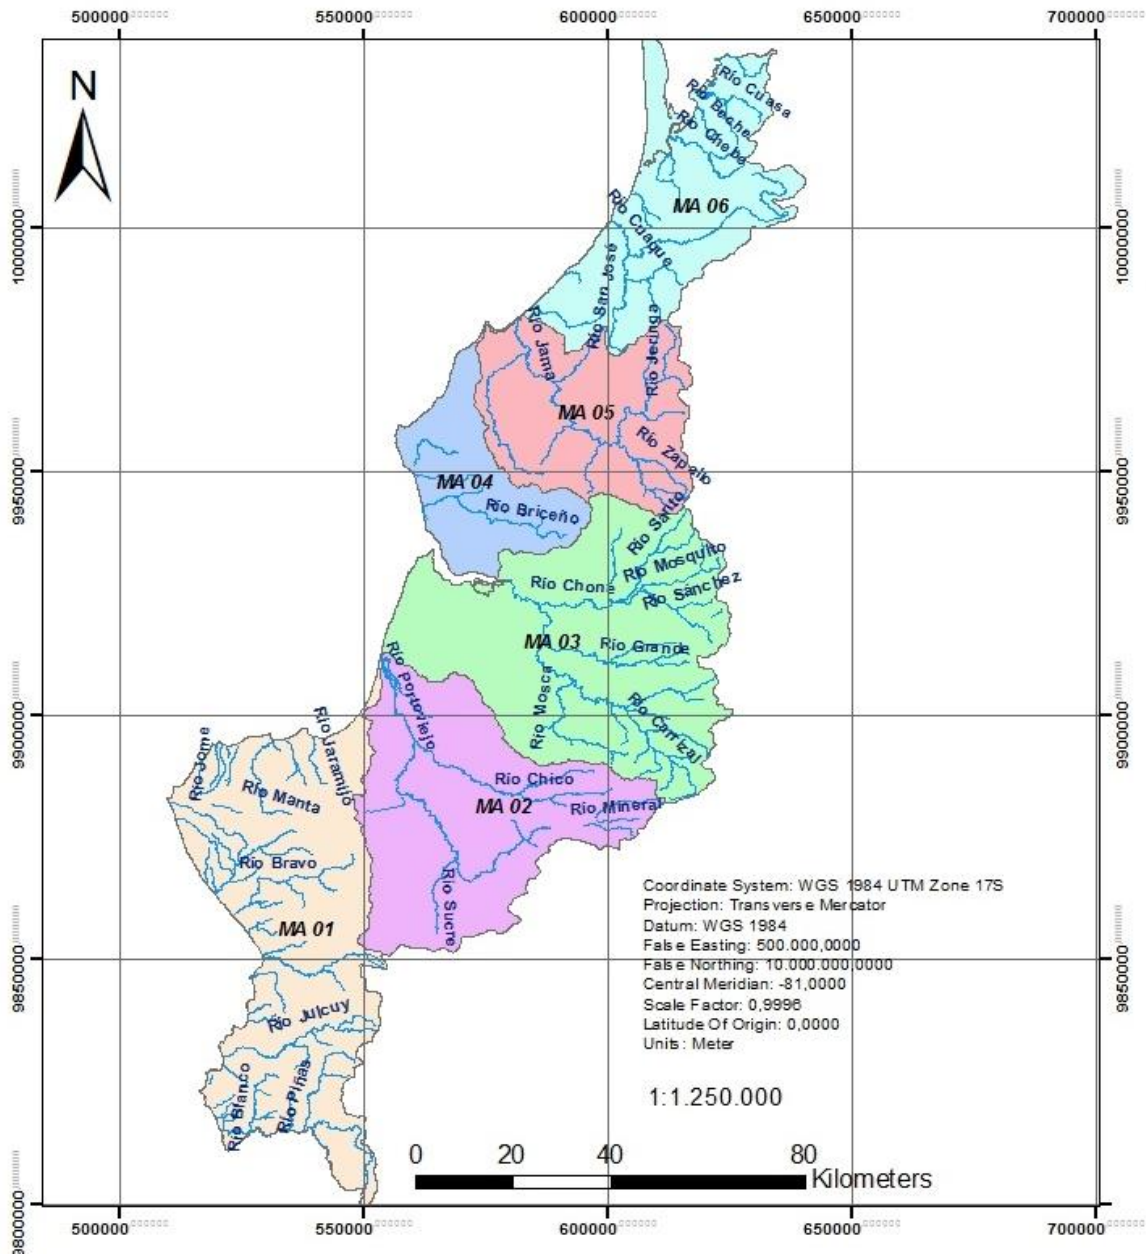 500000 550000 600000 650000 700000
N
Río Cuasa
Río Beche
Río Chebe
MA 06
Río Cuaque
10000000 10000000
Río San José
Río Jama
Río Jeringa
MA 05
Río Zapallo
9950000 9950000
MA 04
Río Briceño
Río Santo
Río Mosquito
Río Chone
Río Sánchez
MA 03
Río Grande
Río Portoviejo
Río Mosca
Río Carrizal
9900000 9900000
Río Jome
Río Jaramijo
Río Manta
Río Chico
MA 02
Río Mineral
Río Bravo
Río Sucre
MA 01
Coordinate System: WGS 1984 UTM Zone 17S
Projection: Transverse Mercator
Datum: WGS 1984
False Easting: 500.000,0000
False Northing: 10.000.000,0000
Central Meridian: -81,0000
Scale Factor: 0,9996
Latitude Of Origin: 0,0000
Units: Meter
9850000 9850000
Río Julcuy
Río Blanco
Río Piñas
1:1.250.000
0 20 40 80
Kilometers
9800000 9800000
500000 550000 600000 650000 700000